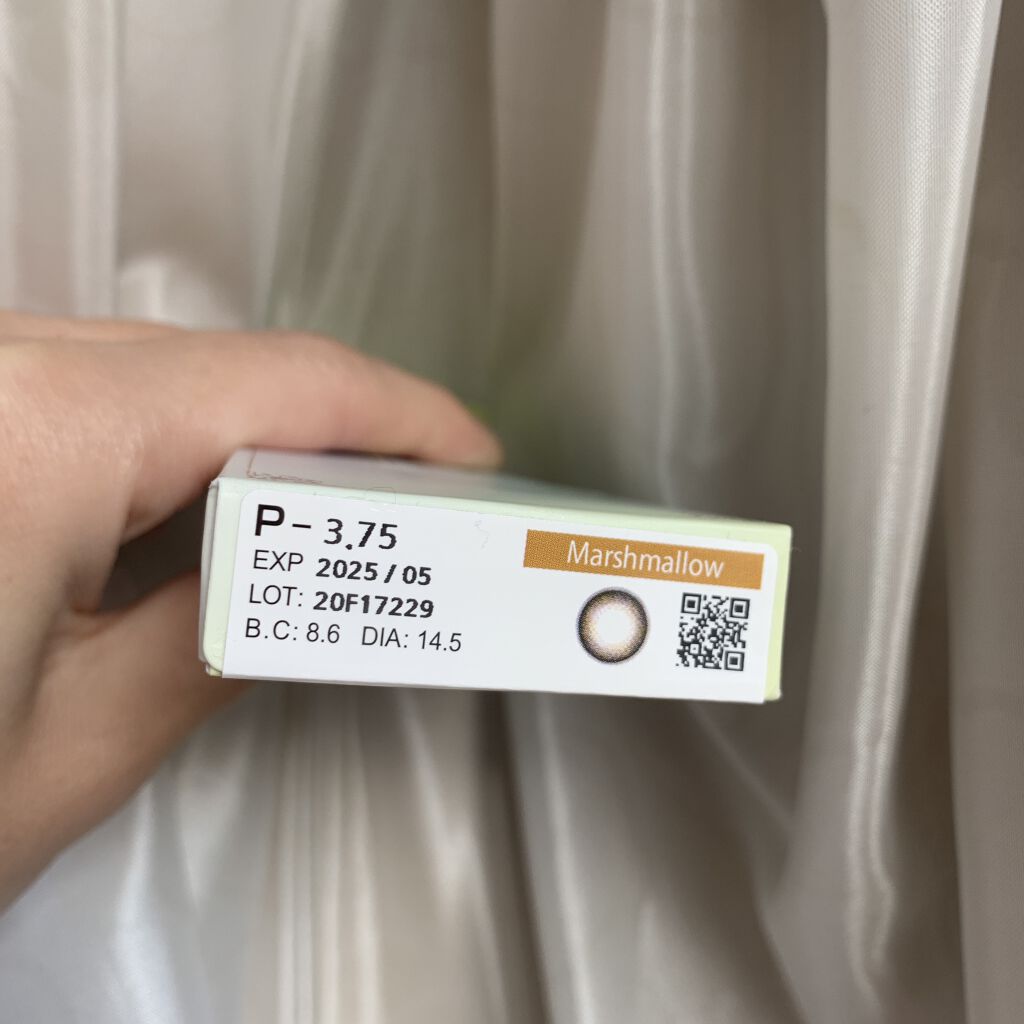 P - 3.75
EXP 2025 / 05
LOT: 20F17229
B.C: 8.6 DIA: 14.5
Marshmallow